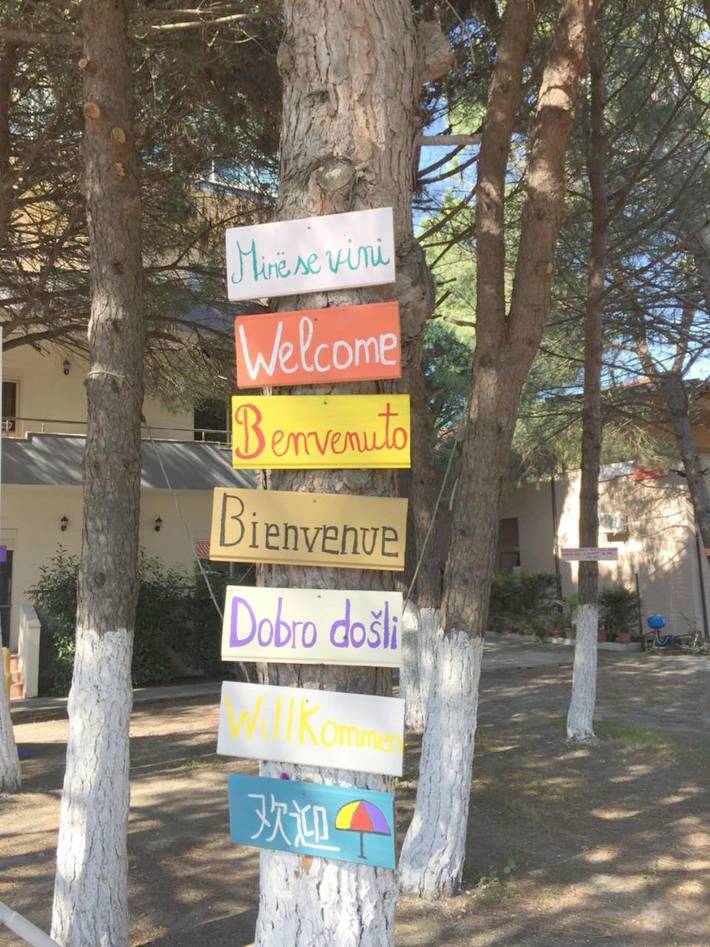 Mirë se vini
Welcome
Benvenuto
Bienvenue
Dobro došli
Willkommen
欢迎